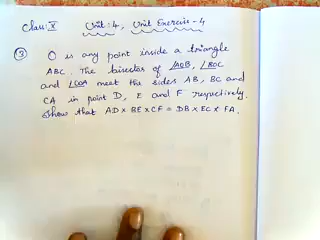 Class: X Unit: 4, Unit Exercise - 4
③ O is any point inside a triangle
ABC. The bisector of ∠AOB, ∠BOC
and ∠COA meet the sides AB, BC and
CA in point D, E and F respectively.
Show that AD × BE × CF = DB × EC × FA.